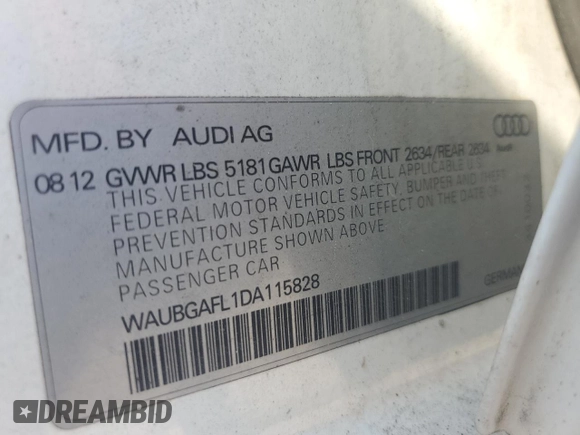 MFD. BY AUDI AG
08 12 GVWR LBS 5181 GAWR LBS FRONT 2634/REAR 2604
THIS VEHICLE CONFORMS TO ALL APPLICABLE
FEDERAL MOTOR VEHICLE SAFETY, BUMPER AND THEFT
PREVENTION STANDARDS IN EFFECT ON THE DATE OF
MANUFACTURE SHOWN ABOVE
PASSENGER CAR
WAUBGAFL1DA115828
GERMAN
DREAMBID